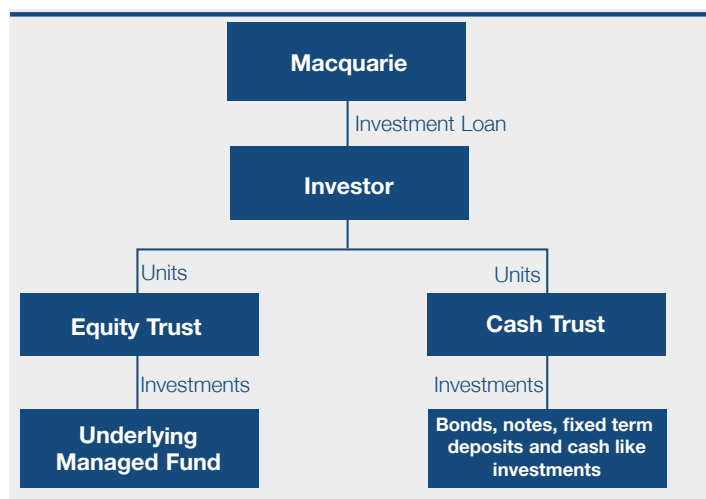 Macquarie
Investment Loan
Investor
Units
Units
Equity Trust
Cash Trust
Investments
Investments
Underlying
Managed Fund
Bonds, notes, fixed term
deposits and cash like
investments